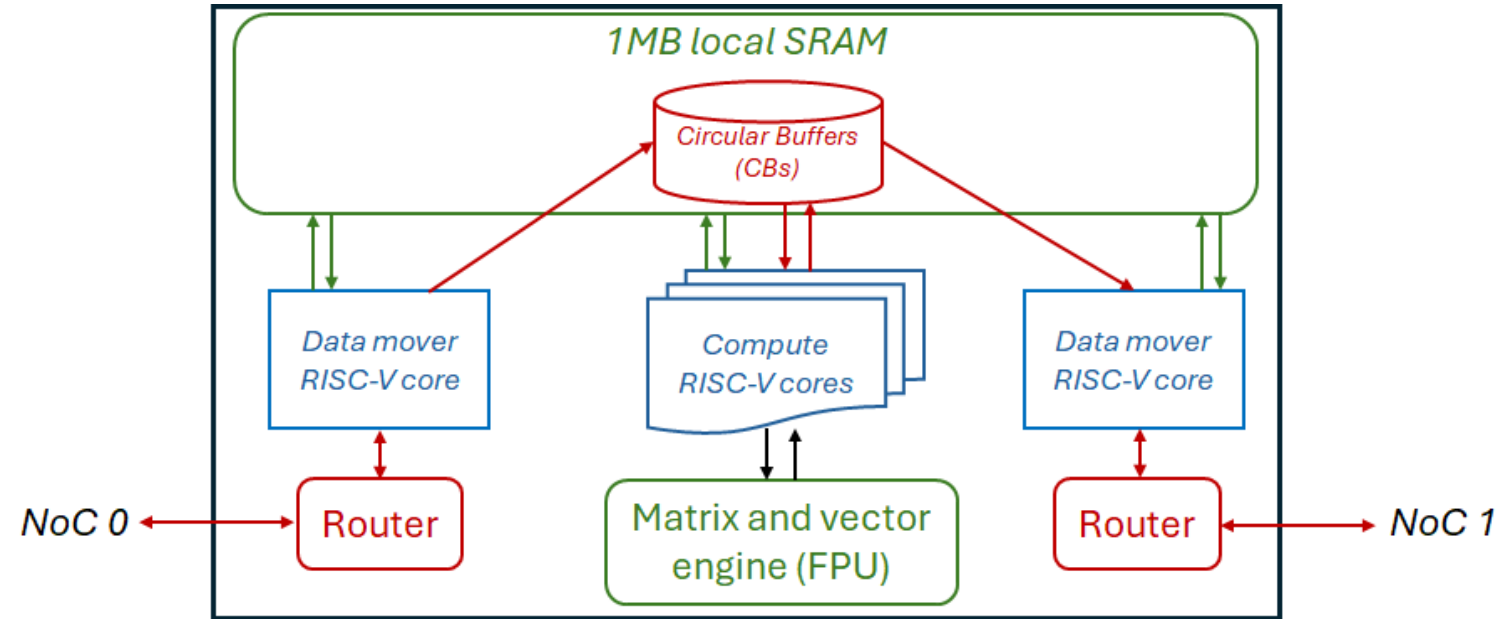 1MB local SRAM
Circular Buffers
(CBs)
Data mover
RISC-V core
Compute
RISC-V cores
Data mover
RISC-V core
NoC 0
Router
Matrix and vector
engine (FPU)
Router
NoC 1